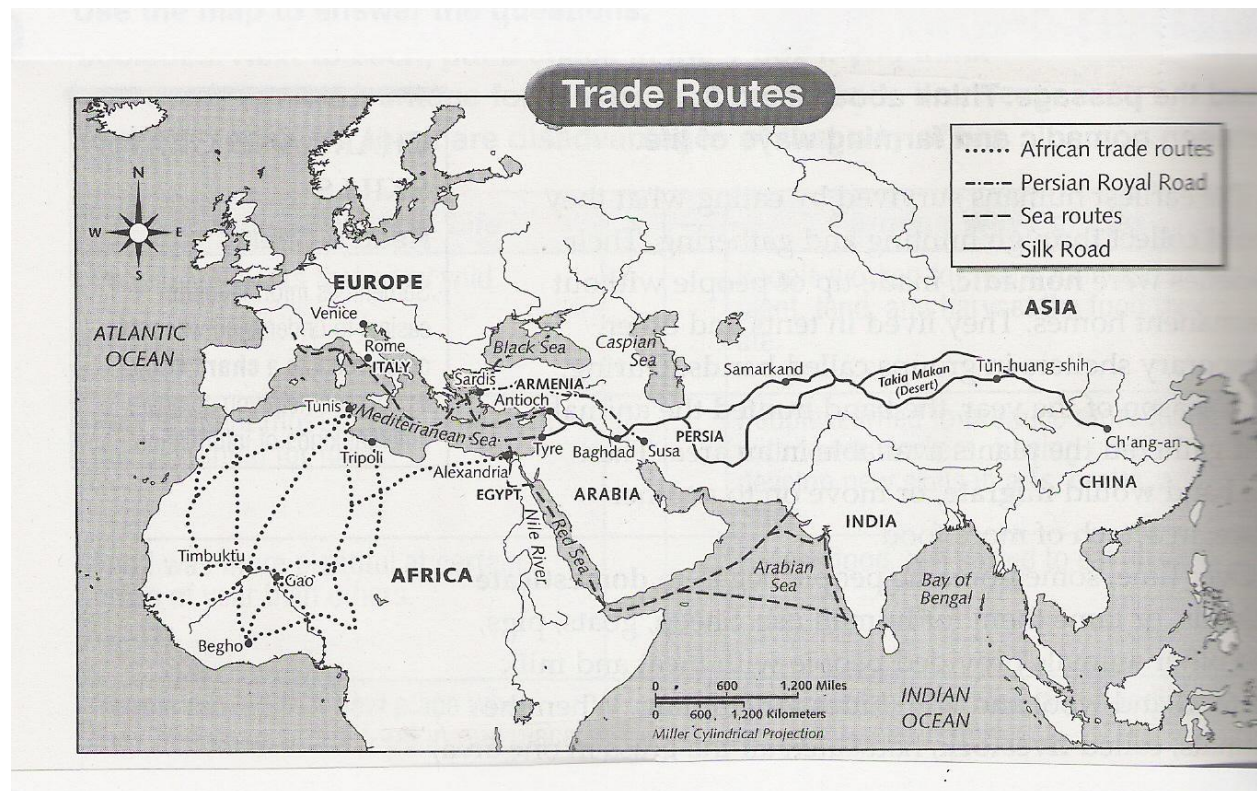 Trade Routes
African trade routes
Persian Royal Road
Sea routes
Silk Road
N
W
E
S
EUROPE
ASIA
ATLANTIC
OCEAN
Venice
Rome
ITALY
Black Sea
Caspian
Sea
Sardis
ARMENIA
Antioch
Samarkand
Takla Makan
(Desert)
Tun-huang-shih
Tunis
Mediterranean Sea
Tripoli
Tyre
Baghdad
Susa
PERSIA
Ch'ang-an
Alexandria
EGYPT
ARABIA
CHINA
Nile River
Red Sea
INDIA
Timbuktu
Gao
AFRICA
Arabian
Sea
Bay of
Bengal
Begho
0 600 1,200 Miles
0 600 1,200 Kilometers
Miller Cylindrical Projection
INDIAN
OCEAN